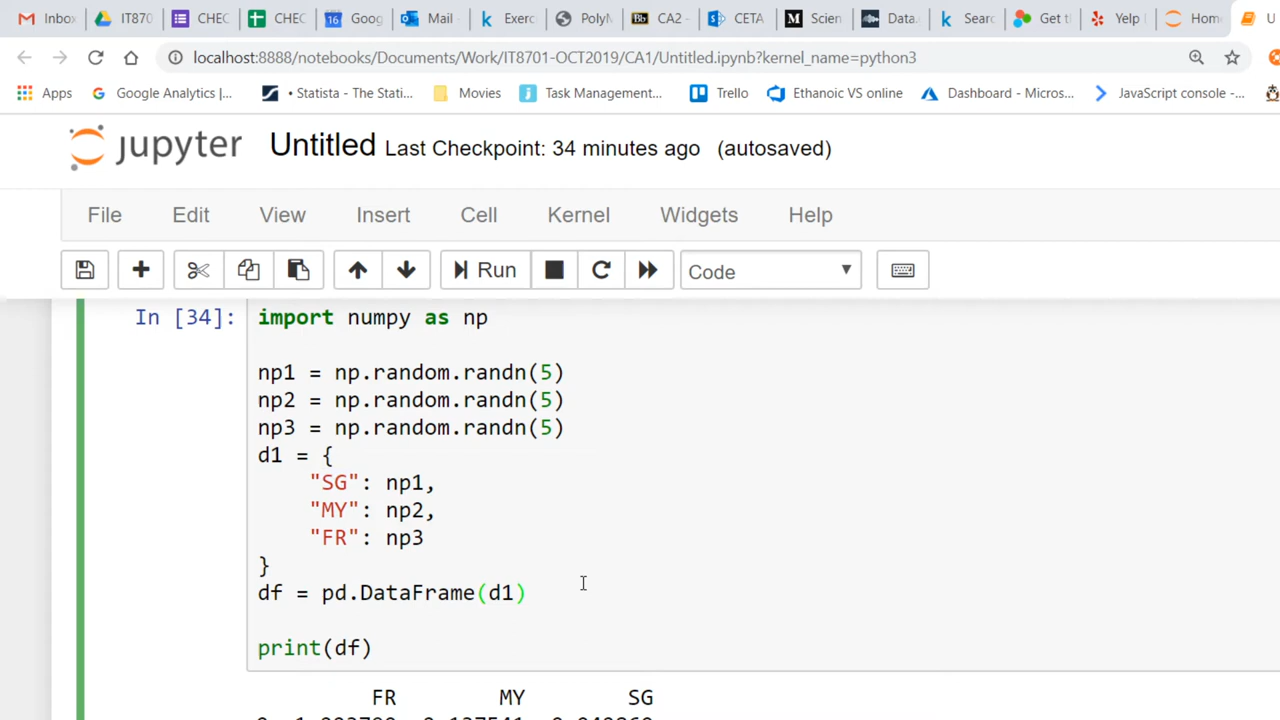 Inbox IT870 CHEC CHEC Goog Mail - Exerc PolyM CA2 - CETA Scien Data. Searc Get t Yelp Home U
localhost:8888/notebooks/Documents/Work/IT8701-OCT2019/CA1/Untitled.ipynb?kernel_name=python3
Apps Google Analytics |... • Statista - The Stati... Movies Task Management... Trello Ethanoic VS online Dashboard - Micros... JavaScript console -...
jupyter Untitled Last Checkpoint: 34 minutes ago (autosaved)
File Edit View Insert Cell Kernel Widgets Help
Run Code
In [34]: import numpy as np
np1 = np.random.randn(5)
np2 = np.random.randn(5)
np3 = np.random.randn(5)
d1 = {
"SG": np1,
"MY": np2,
"FR": np3
}
df = pd.DataFrame(d1)
print(df)
FR MY SG